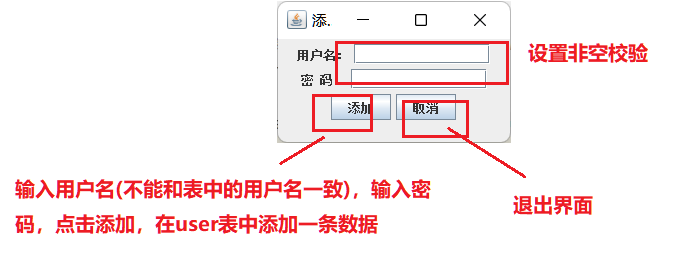 添.
用户名:
设置非空校验
密 码
添加
取消
输入用户名(不能和表中的用户名一致)，输入密
码，点击添加，在user表中添加一条数据
退出界面